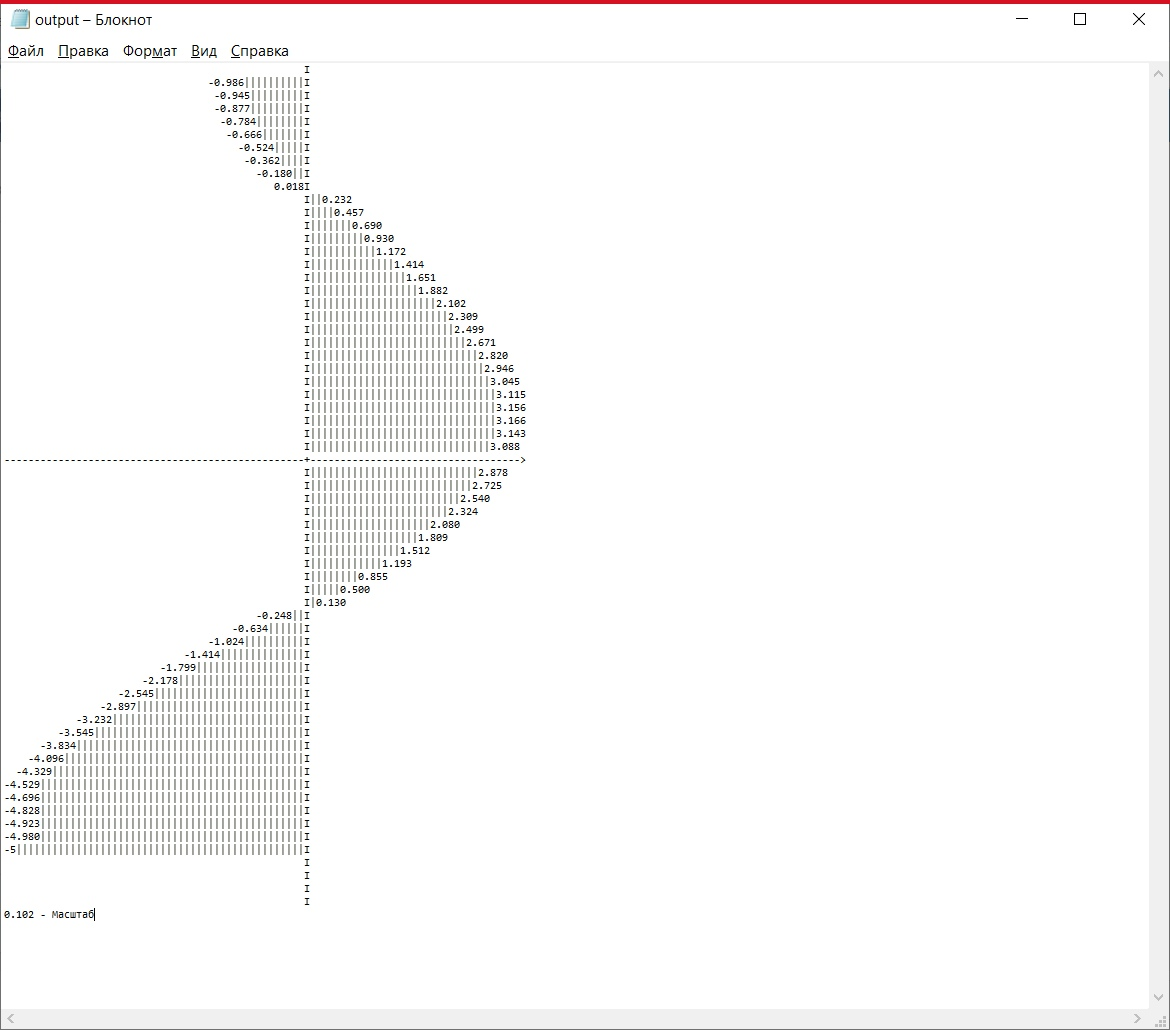 output – Блокнот
Файл Правка Формат Вид Справка
I
-0.986||||||||||I
-0.945|||||||||I
-0.877|||||||||I
-0.784||||||||I
-0.666|||||||I
-0.524|||||I
-0.362||||I
-0.180||I
0.018I
I||0.232
I||||0.457
I|||||||0.690
I|||||||||0.930
I|||||||||||1.172
I||||||||||||||1.414
I||||||||||||||||1.651
I||||||||||||||||||1.882
I|||||||||||||||||||||2.102
I|||||||||||||||||||||||2.309
I||||||||||||||||||||||||2.499
I||||||||||||||||||||||||||2.671
I||||||||||||||||||||||||||||2.820
I|||||||||||||||||||||||||||||2.946
I||||||||||||||||||||||||||||||3.045
I|||||||||||||||||||||||||||||||3.115
I|||||||||||||||||||||||||||||||3.156
I|||||||||||||||||||||||||||||||3.166
I|||||||||||||||||||||||||||||||3.143
I||||||||||||||||||||||||||||||3.088
--------------------------------------------------+----------------------------------->
I||||||||||||||||||||||||||||2.878
I|||||||||||||||||||||||||||2.725
I|||||||||||||||||||||||||2.540
I|||||||||||||||||||||||2.324
I||||||||||||||||||||2.080
I||||||||||||||||||1.809
I|||||||||||||||1.512
I||||||||||||1.193
I||||||||0.855
I|||||0.500
I|0.130
-0.248||I
-0.634||||||I
-1.024||||||||||I
-1.414||||||||||||||I
-1.799||||||||||||||||||I
-2.178|||||||||||||||||||||I
-2.545|||||||||||||||||||||||||I
-2.897||||||||||||||||||||||||||||I
-3.232||||||||||||||||||||||||||||||||I
-3.545|||||||||||||||||||||||||||||||||||I
-3.834||||||||||||||||||||||||||||||||||||||I
-4.096||||||||||||||||||||||||||||||||||||||||I
-4.329||||||||||||||||||||||||||||||||||||||||||I
-4.529||||||||||||||||||||||||||||||||||||||||||||I
-4.696||||||||||||||||||||||||||||||||||||||||||||I
-4.828||||||||||||||||||||||||||||||||||||||||||||I
-4.923||||||||||||||||||||||||||||||||||||||||||||I
-4.980||||||||||||||||||||||||||||||||||||||||||||I
-5||||||||||||||||||||||||||||||||||||||||||||||||I
I
I
I
I
0.102 - Масштаб